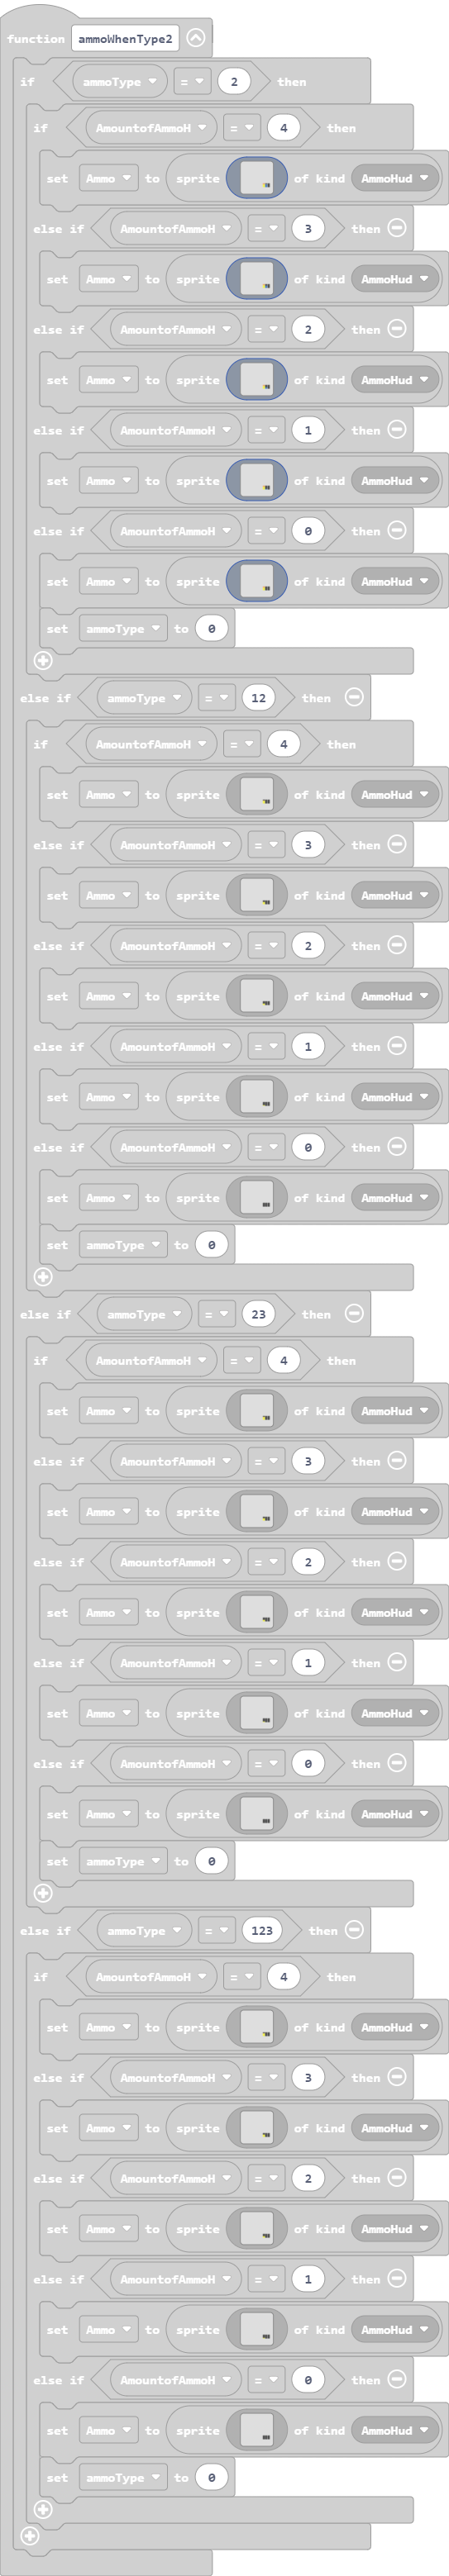 function ammoWhenType2
if ammoType = 2 then
if AmountofAmmoH = 4 then
set Ammo to sprite of kind AmmoHud
else if AmountofAmmoH = 3 then
set Ammo to sprite of kind AmmoHud
else if AmountofAmmoH = 2 then
set Ammo to sprite of kind AmmoHud
else if AmountofAmmoH = 1 then
set Ammo to sprite of kind AmmoHud
else if AmountofAmmoH = 0 then
set Ammo to sprite of kind AmmoHud
set ammoType to 0
else if ammoType = 12 then
if AmountofAmmoH = 4 then
set Ammo to sprite of kind AmmoHud
else if AmountofAmmoH = 3 then
set Ammo to sprite of kind AmmoHud
else if AmountofAmmoH = 2 then
set Ammo to sprite of kind AmmoHud
else if AmountofAmmoH = 1 then
set Ammo to sprite of kind AmmoHud
else if AmountofAmmoH = 0 then
set Ammo to sprite of kind AmmoHud
set ammoType to 0
else if ammoType = 23 then
if AmountofAmmoH = 4 then
set Ammo to sprite of kind AmmoHud
else if AmountofAmmoH = 3 then
set Ammo to sprite of kind AmmoHud
else if AmountofAmmoH = 2 then
set Ammo to sprite of kind AmmoHud
else if AmountofAmmoH = 1 then
set Ammo to sprite of kind AmmoHud
else if AmountofAmmoH = 0 then
set Ammo to sprite of kind AmmoHud
set ammoType to 0
else if ammoType = 123 then
if AmountofAmmoH = 4 then
set Ammo to sprite of kind AmmoHud
else if AmountofAmmoH = 3 then
set Ammo to sprite of kind AmmoHud
else if AmountofAmmoH = 2 then
set Ammo to sprite of kind AmmoHud
else if AmountofAmmoH = 1 then
set Ammo to sprite of kind AmmoHud
else if AmountofAmmoH = 0 then
set Ammo to sprite of kind AmmoHud
set ammoType to 0